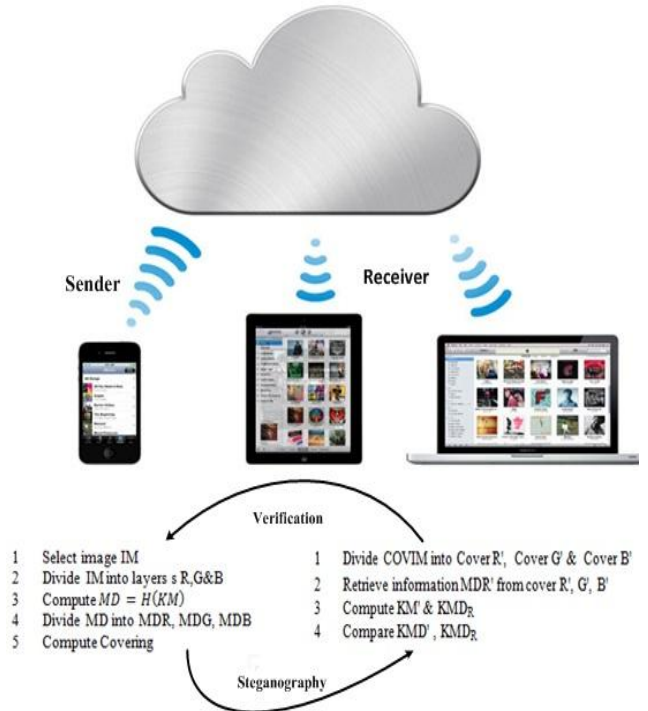 Sender
Receiver
Verification
1 Select image IM
2 Divide IM into layers s R,G&B
3 Compute MD = H(KM)
4 Divide MD into MDR, MDG, MDB
5 Compute Covering
1 Divide COVIM into Cover R', Cover G' & Cover B'
2 Retrieve information MDR' from cover R', G', B'
3 Compute KM' & KMD_R
4 Compare KMD' , KMD_R
Steganography